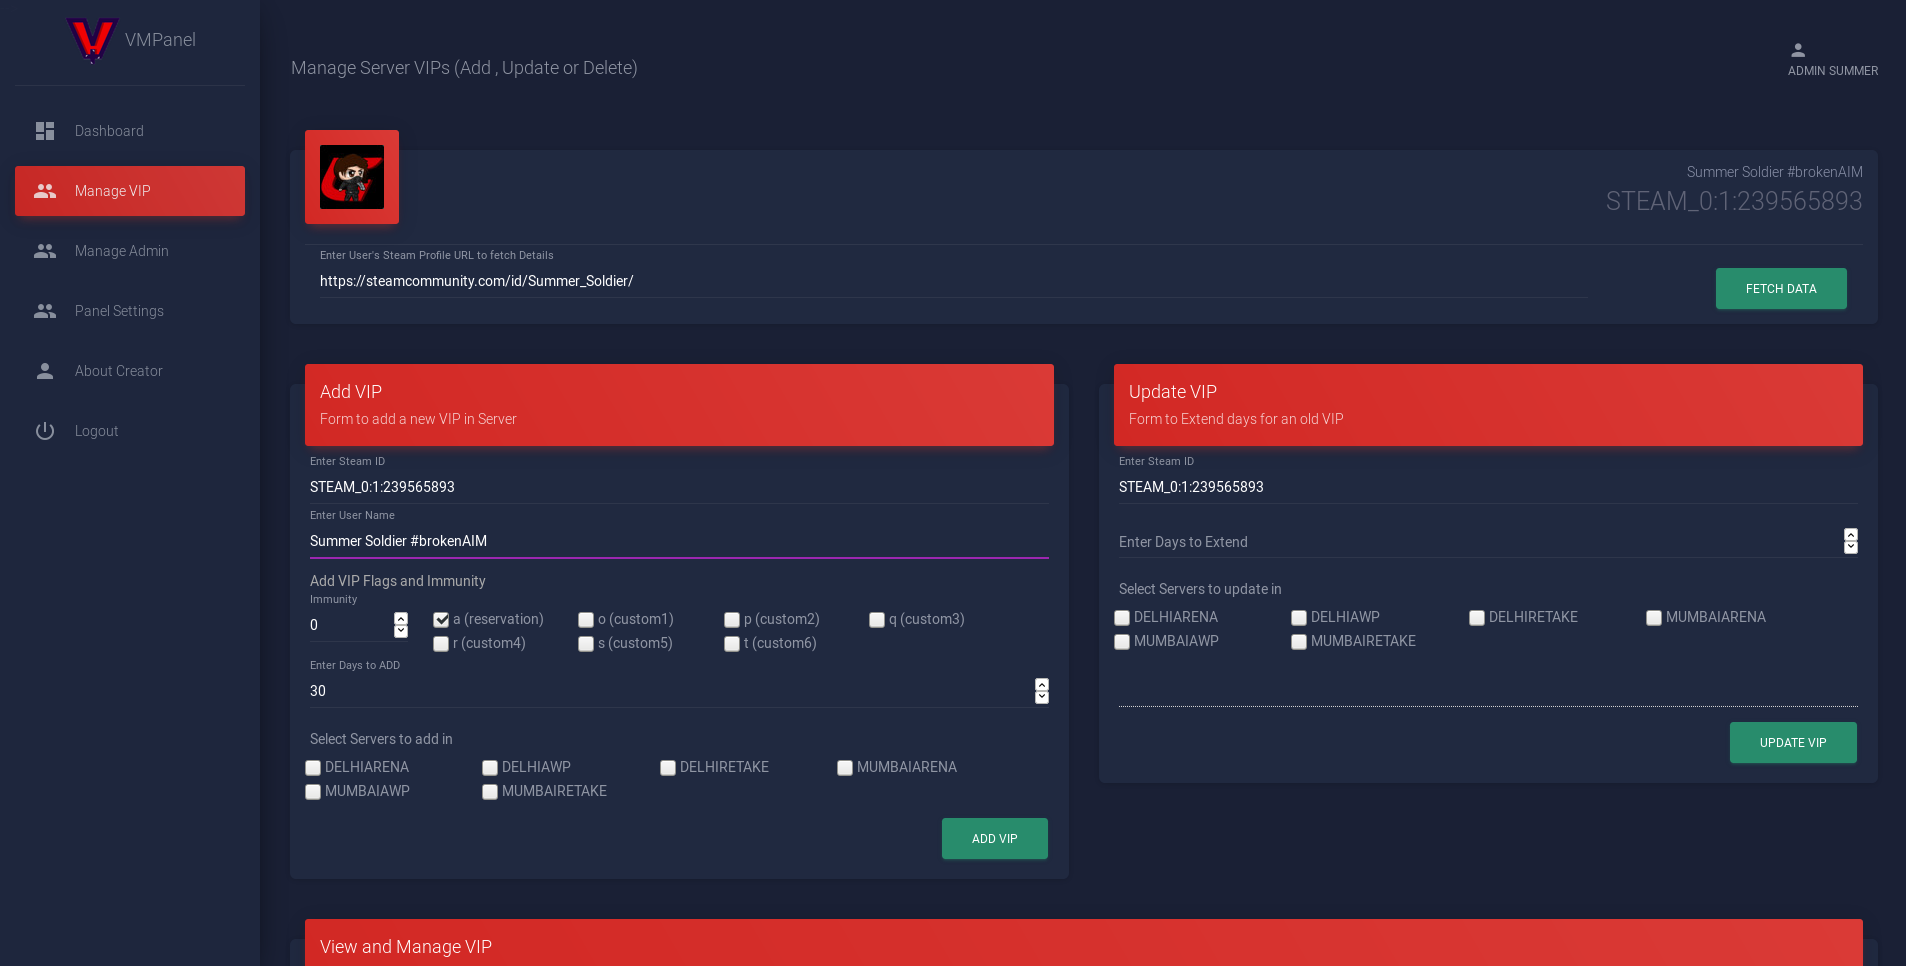 VMPanel
Dashboard
Manage VIP
Manage Admin
Panel Settings
About Creator
Logout
Manage Server VIPs (Add , Update or Delete)
ADMIN SUMMER
Summer Soldier #brokenAIM
STEAM_0:1:239565893
Enter User's Steam Profile URL to fetch Details
https://steamcommunity.com/id/Summer_Soldier/
FETCH DATA
Add VIP
Form to add a new VIP in Server
Enter Steam ID
STEAM_0:1:239565893
Enter User Name
Summer Soldier #brokenAIM
Add VIP Flags and Immunity
Immunity
0
a (reservation) o (custom1) p (custom2) q (custom3)
r (custom4) s (custom5) t (custom6)
Enter Days to ADD
30
Select Servers to add in
DELHIARENA DELHIAWP DELHIRETAKE MUMBAIARENA
MUMBAIAWP MUMBAIRETAKE
ADD VIP
Update VIP
Form to Extend days for an old VIP
Enter Steam ID
STEAM_0:1:239565893
Enter Days to Extend
Select Servers to update in
DELHIARENA DELHIAWP DELHIRETAKE MUMBAIARENA
MUMBAIAWP MUMBAIRETAKE
UPDATE VIP
View and Manage VIP